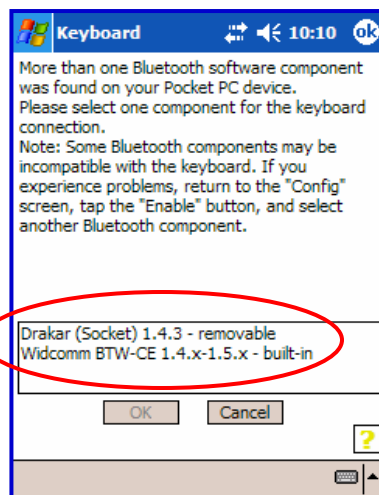 Keyboard 10:10 ok
More than one Bluetooth software component
was found on your Pocket PC device.
Please select one component for the keyboard
connection.
Note: Some Bluetooth components may be
incompatible with the keyboard. If you
experience problems, return to the "Config"
screen, tap the "Enable" button, and select
another Bluetooth component.
Drakar (Socket) 1.4.3 - removable
Widcomm BTW-CE 1.4.x-1.5.x - built-in
OK Cancel
?